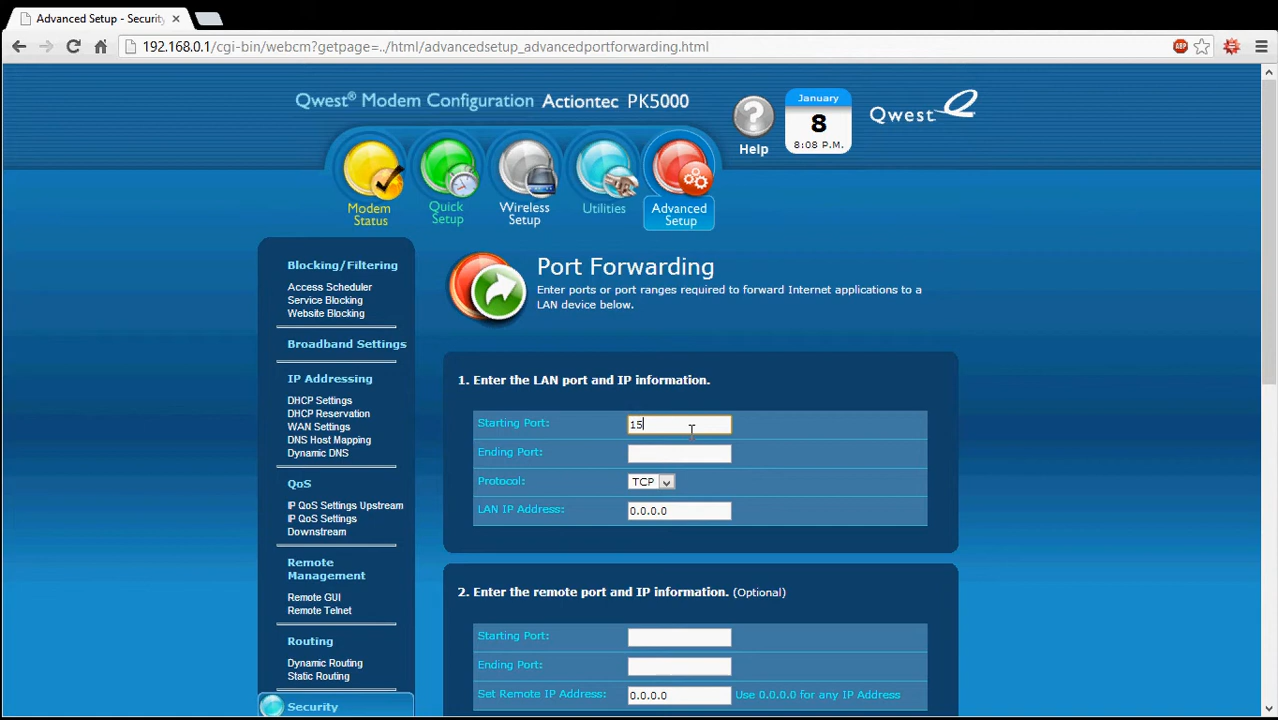 Advanced Setup - Security
192.168.0.1/cgi-bin/webcm?getpage=../html/advancedsetup_advancedportforwarding.html
ABP
Qwest® Modem Configuration Actiontec PK5000
Modem Status
Quick Setup
Wireless Setup
Utilities
Advanced Setup
?
Help
January
8
8:08 P.M.
Qwest
Blocking/Filtering
Access Scheduler
Service Blocking
Website Blocking
Broadband Settings
IP Addressing
DHCP Settings
DHCP Reservation
WAN Settings
DNS Host Mapping
Dynamic DNS
QoS
IP QoS Settings Upstream
IP QoS Settings
Downstream
Remote
Management
Remote GUI
Remote Telnet
Routing
Dynamic Routing
Static Routing
Security
Port Forwarding
Enter ports or port ranges required to forward Internet applications to a
LAN device below.
1. Enter the LAN port and IP information.
Starting Port: 15
Ending Port:
Protocol: TCP
LAN IP Address: 0.0.0.0
2. Enter the remote port and IP information. (Optional)
Starting Port:
Ending Port:
Set Remote IP Address: 0.0.0.0 Use 0.0.0.0 for any IP Address